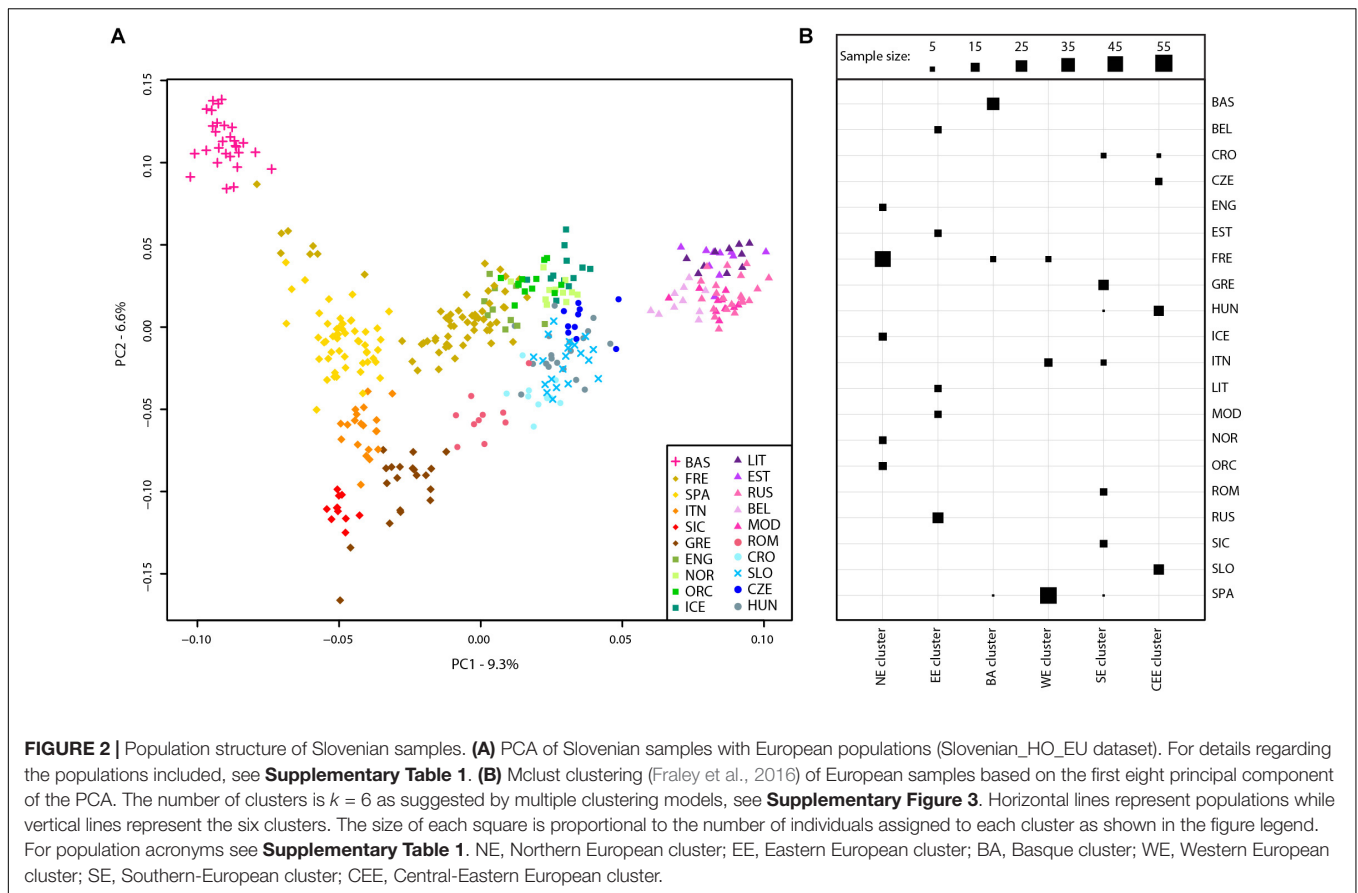 A
B
0.15
0.10
0.05
0.00
−0.05
−0.10
−0.15
PC2 - 6.6%
−0.10
−0.05
0.00
0.05
0.10
PC1 - 9.3%
BAS
FRE
SPA
ITN
SIC
GRE
ENG
NOR
ORC
ICE
LIT
EST
RUS
BEL
MOD
ROM
CRO
SLO
CZE
HUN
Sample size:
5 15 25 35 45 55
BAS
BEL
CRO
CZE
ENG
EST
FRE
GRE
HUN
ICE
ITN
LIT
MOD
NOR
ORC
ROM
RUS
SIC
SLO
SPA
NE cluster
EE cluster
BA cluster
WE cluster
SE cluster
CEE cluster
FIGURE 2 | Population structure of Slovenian samples. (A) PCA of Slovenian samples with European populations (Slovenian_HO_EU dataset). For details regarding
the populations included, see Supplementary Table 1. (B) Mclust clustering (Fraley et al., 2016) of European samples based on the first eight principal component
of the PCA. The number of clusters is k = 6 as suggested by multiple clustering models, see Supplementary Figure 3. Horizontal lines represent populations while
vertical lines represent the six clusters. The size of each square is proportional to the number of individuals assigned to each cluster as shown in the figure legend.
For population acronyms see Supplementary Table 1. NE, Northern European cluster; EE, Eastern European cluster; BA, Basque cluster; WE, Western European
cluster; SE, Southern-European cluster; CEE, Central-Eastern European cluster.